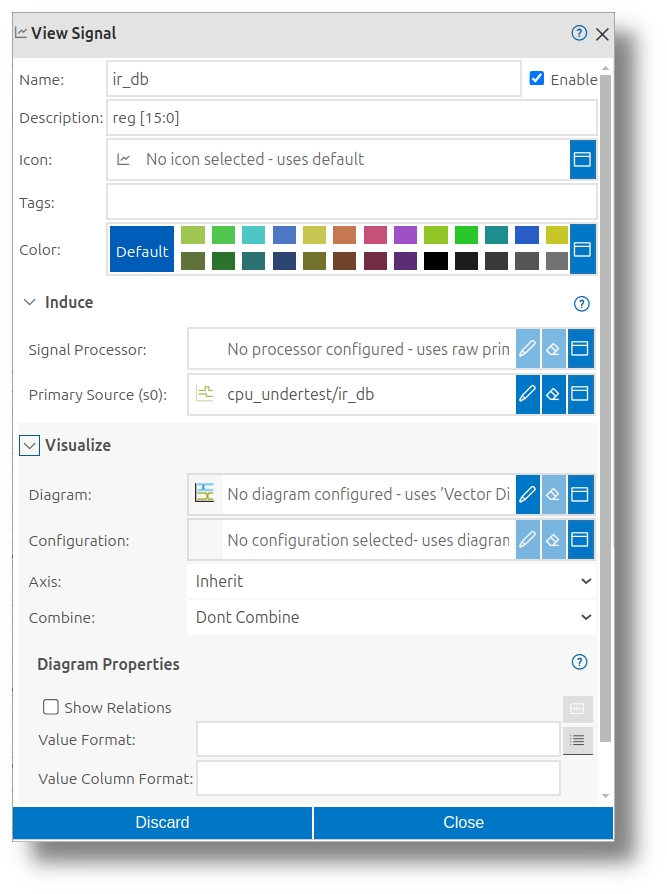 View Signal
Name: ir_db Enable
Description: reg [15:0]
Icon: No icon selected - uses default
Tags:
Color: Default
Induce
Signal Processor: No processor configured - uses raw prin
Primary Source (s0): cpu_undertest/ir_db
Visualize
Diagram: No diagram configured - uses 'Vector Di
Configuration: No configuration selected- uses diagran
Axis: Inherit
Combine: Dont Combine
Diagram Properties
Show Relations
Value Format:
Value Column Format:
Discard Close